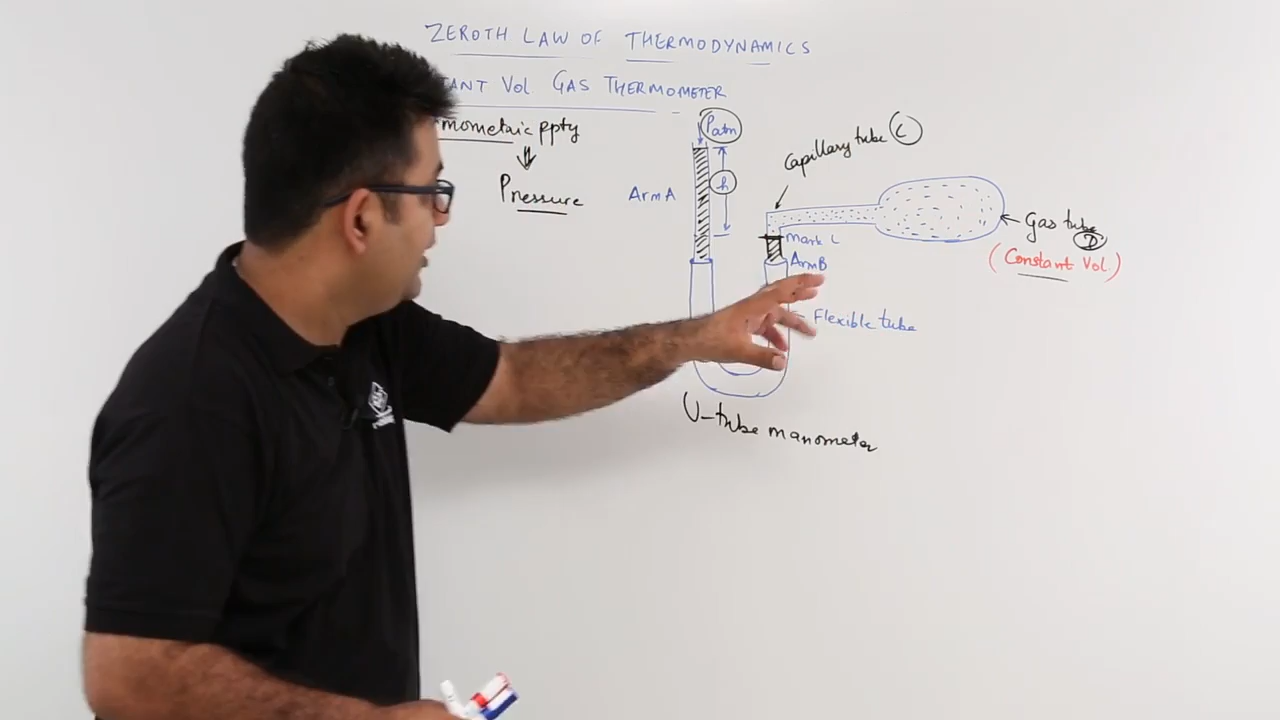 ZEROTH LAW OF THERMODYNAMICS
TANT VOL GAS THERMOMETER
mometric ppty
Pressure
Patm
h
Arm A
Capillary tube C
Gas tube D
(Constant Vol.)
Mark L
Arm B
Flexible tube
U-tube manometer